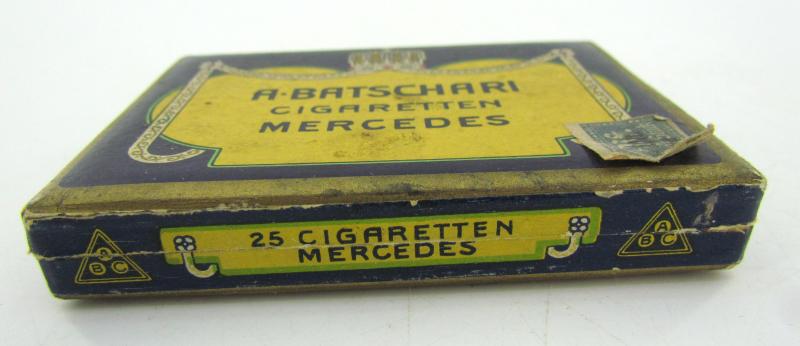 A·BATSCHARI
CIGARETTEN
MERCEDES
25 CIGARETTEN
MERCEDES
A
B C
A
B C